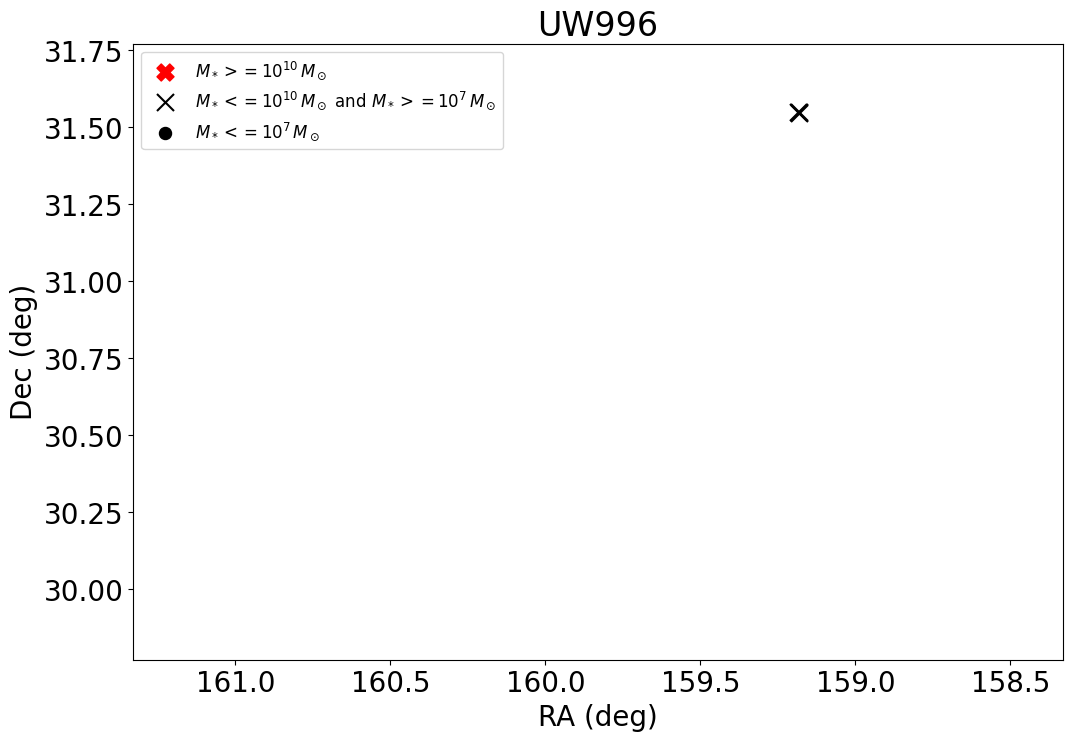 UW996
M* >= 10^10 M⊙
M* <= 10^10 M⊙ and M* >= 10^7 M⊙
M* <= 10^7 M⊙
31.75
31.50
31.25
31.00
30.75
30.50
30.25
30.00
Dec (deg)
161.0 160.5 160.0 159.5 159.0 158.5
RA (deg)